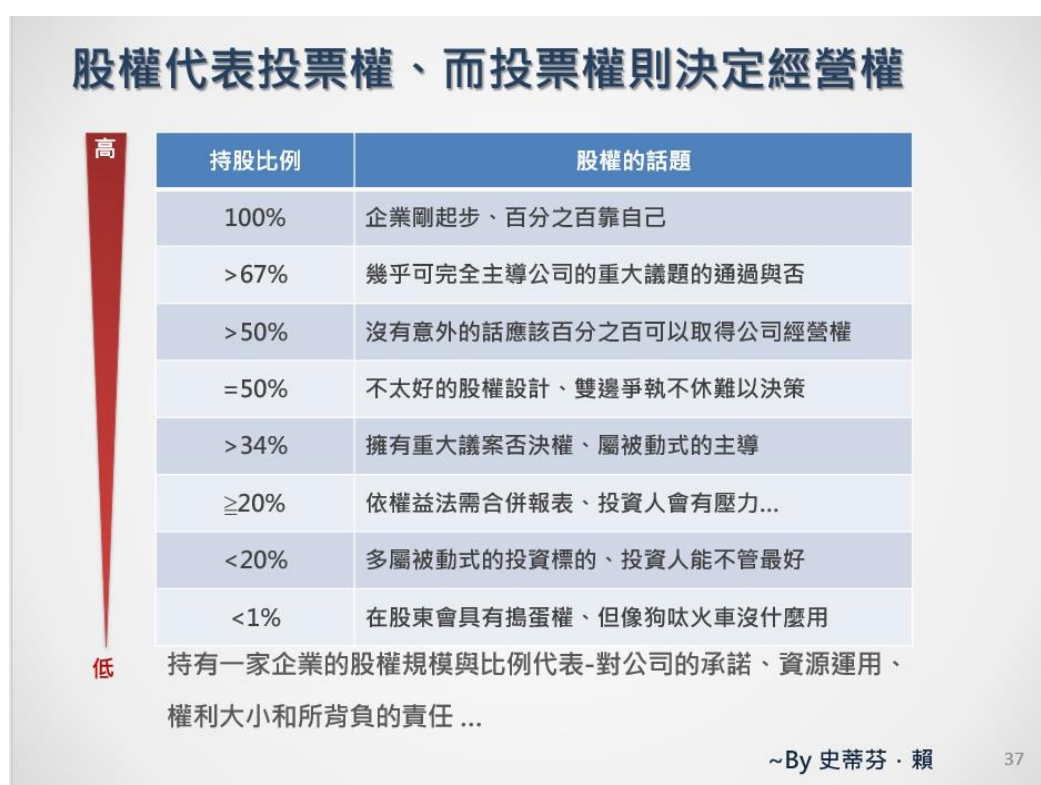 股權代表投票權、而投票權則決定經營權
高
持股比例 股權的話題
100% 企業剛起步、百分之百靠自己
>67% 幾乎可完全主導公司的重大議題的通過與否
>50% 沒有意外的話應該百分之百可以取得公司經營權
=50% 不太好的股權設計、雙邊爭執不休難以決策
>34% 擁有重大議案否決權、屬被動式的主導
≧20% 依權益法需合併報表、投資人會有壓力...
<20% 多屬被動式的投資標的、投資人能不管最好
<1% 在股東會具有搗蛋權、但像狗吠火車沒什麼用
低
持有一家企業的股權規模與比例代表-對公司的承諾、資源運用、
權利大小和所背負的責任 ...
~By 史蒂芬．賴
37